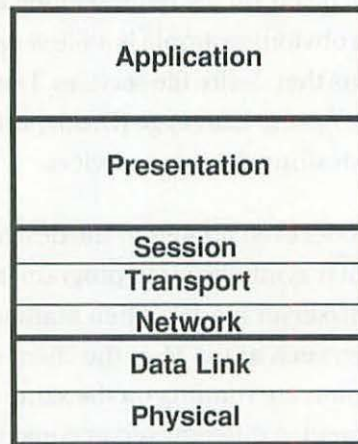 Application
Presentation
Session
Transport
Network
Data Link
Physical